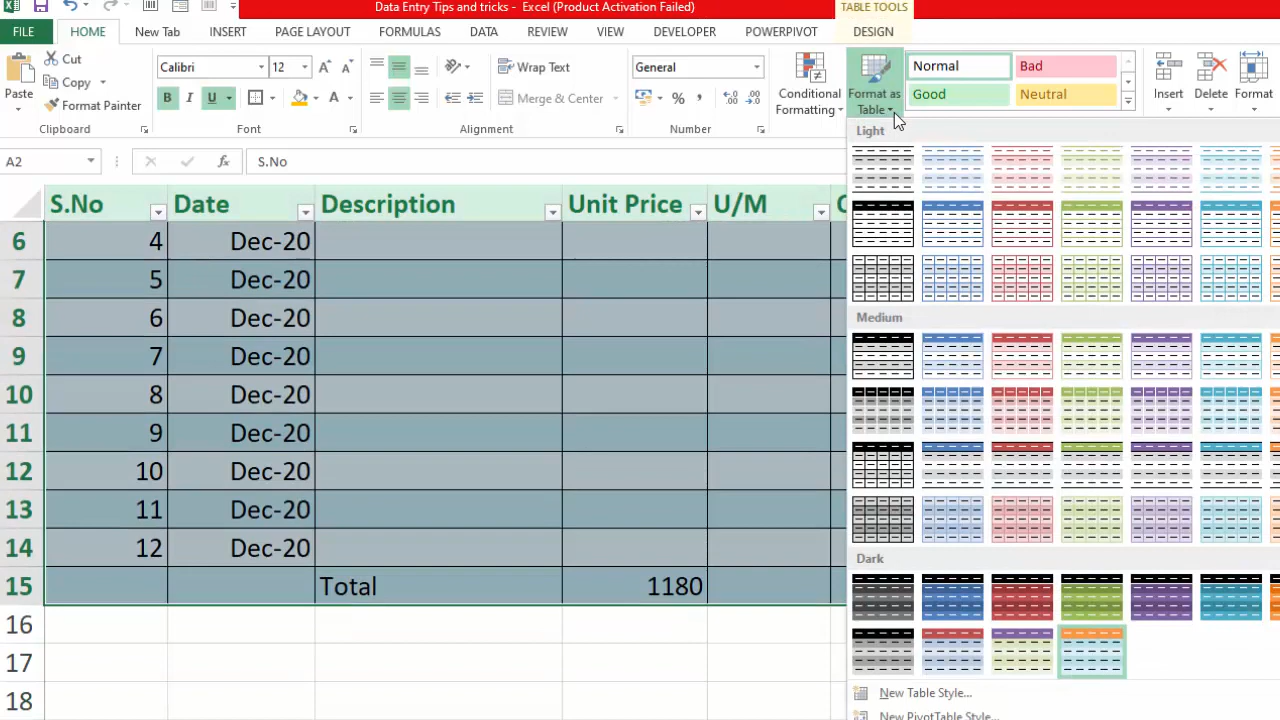 Data Entry Tips and tricks - Excel (Product Activation Failed)
TABLE TOOLS
FILE HOME New Tab INSERT PAGE LAYOUT FORMULAS DATA REVIEW VIEW DEVELOPER POWERPIVOT DESIGN
Paste
Cut
Copy
Format Painter
Clipboard
Calibri 12
B I U
Font
Wrap Text
Merge & Center
Alignment
General
%
Number
Conditional Formatting
Format as Table
Normal Bad
Good Neutral
Insert Delete Format
A2 S.No
Light
Medium
Dark
New Table Style...
New PivotTable Style...
S.No Date Description Unit Price U/M
6 4 Dec-20
7 5 Dec-20
8 6 Dec-20
9 7 Dec-20
10 8 Dec-20
11 9 Dec-20
12 10 Dec-20
13 11 Dec-20
14 12 Dec-20
15 Total 1180
16
17
18